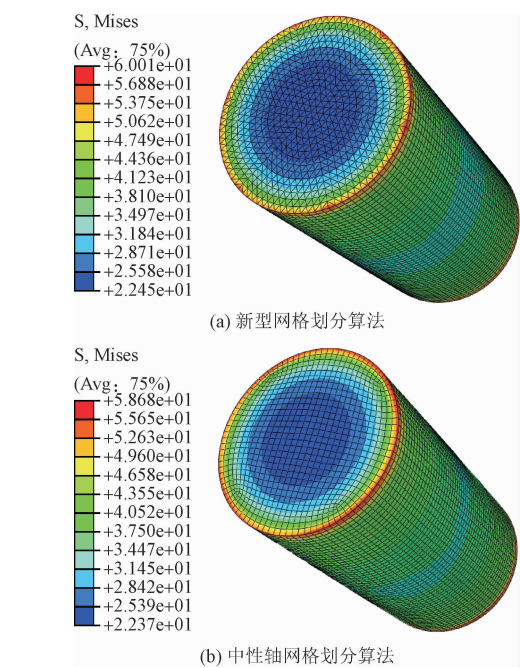 S, Mises
(Avg：75%)
+6.001e+01
+5.688e+01
+5.375e+01
+5.062e+01
+4.749e+01
+4.436e+01
+4.123e+01
+3.810e+01
+3.497e+01
+3.184e+01
+2.871e+01
+2.558e+01
+2.245e+01
(a) 新型网格划分算法
S, Mises
(Avg：75%)
+5.868e+01
+5.565e+01
+5.263e+01
+4.960e+01
+4.658e+01
+4.355e+01
+4.052e+01
+3.750e+01
+3.447e+01
+3.145e+01
+2.842e+01
+2.539e+01
+2.237e+01
(b) 中性轴网格划分算法